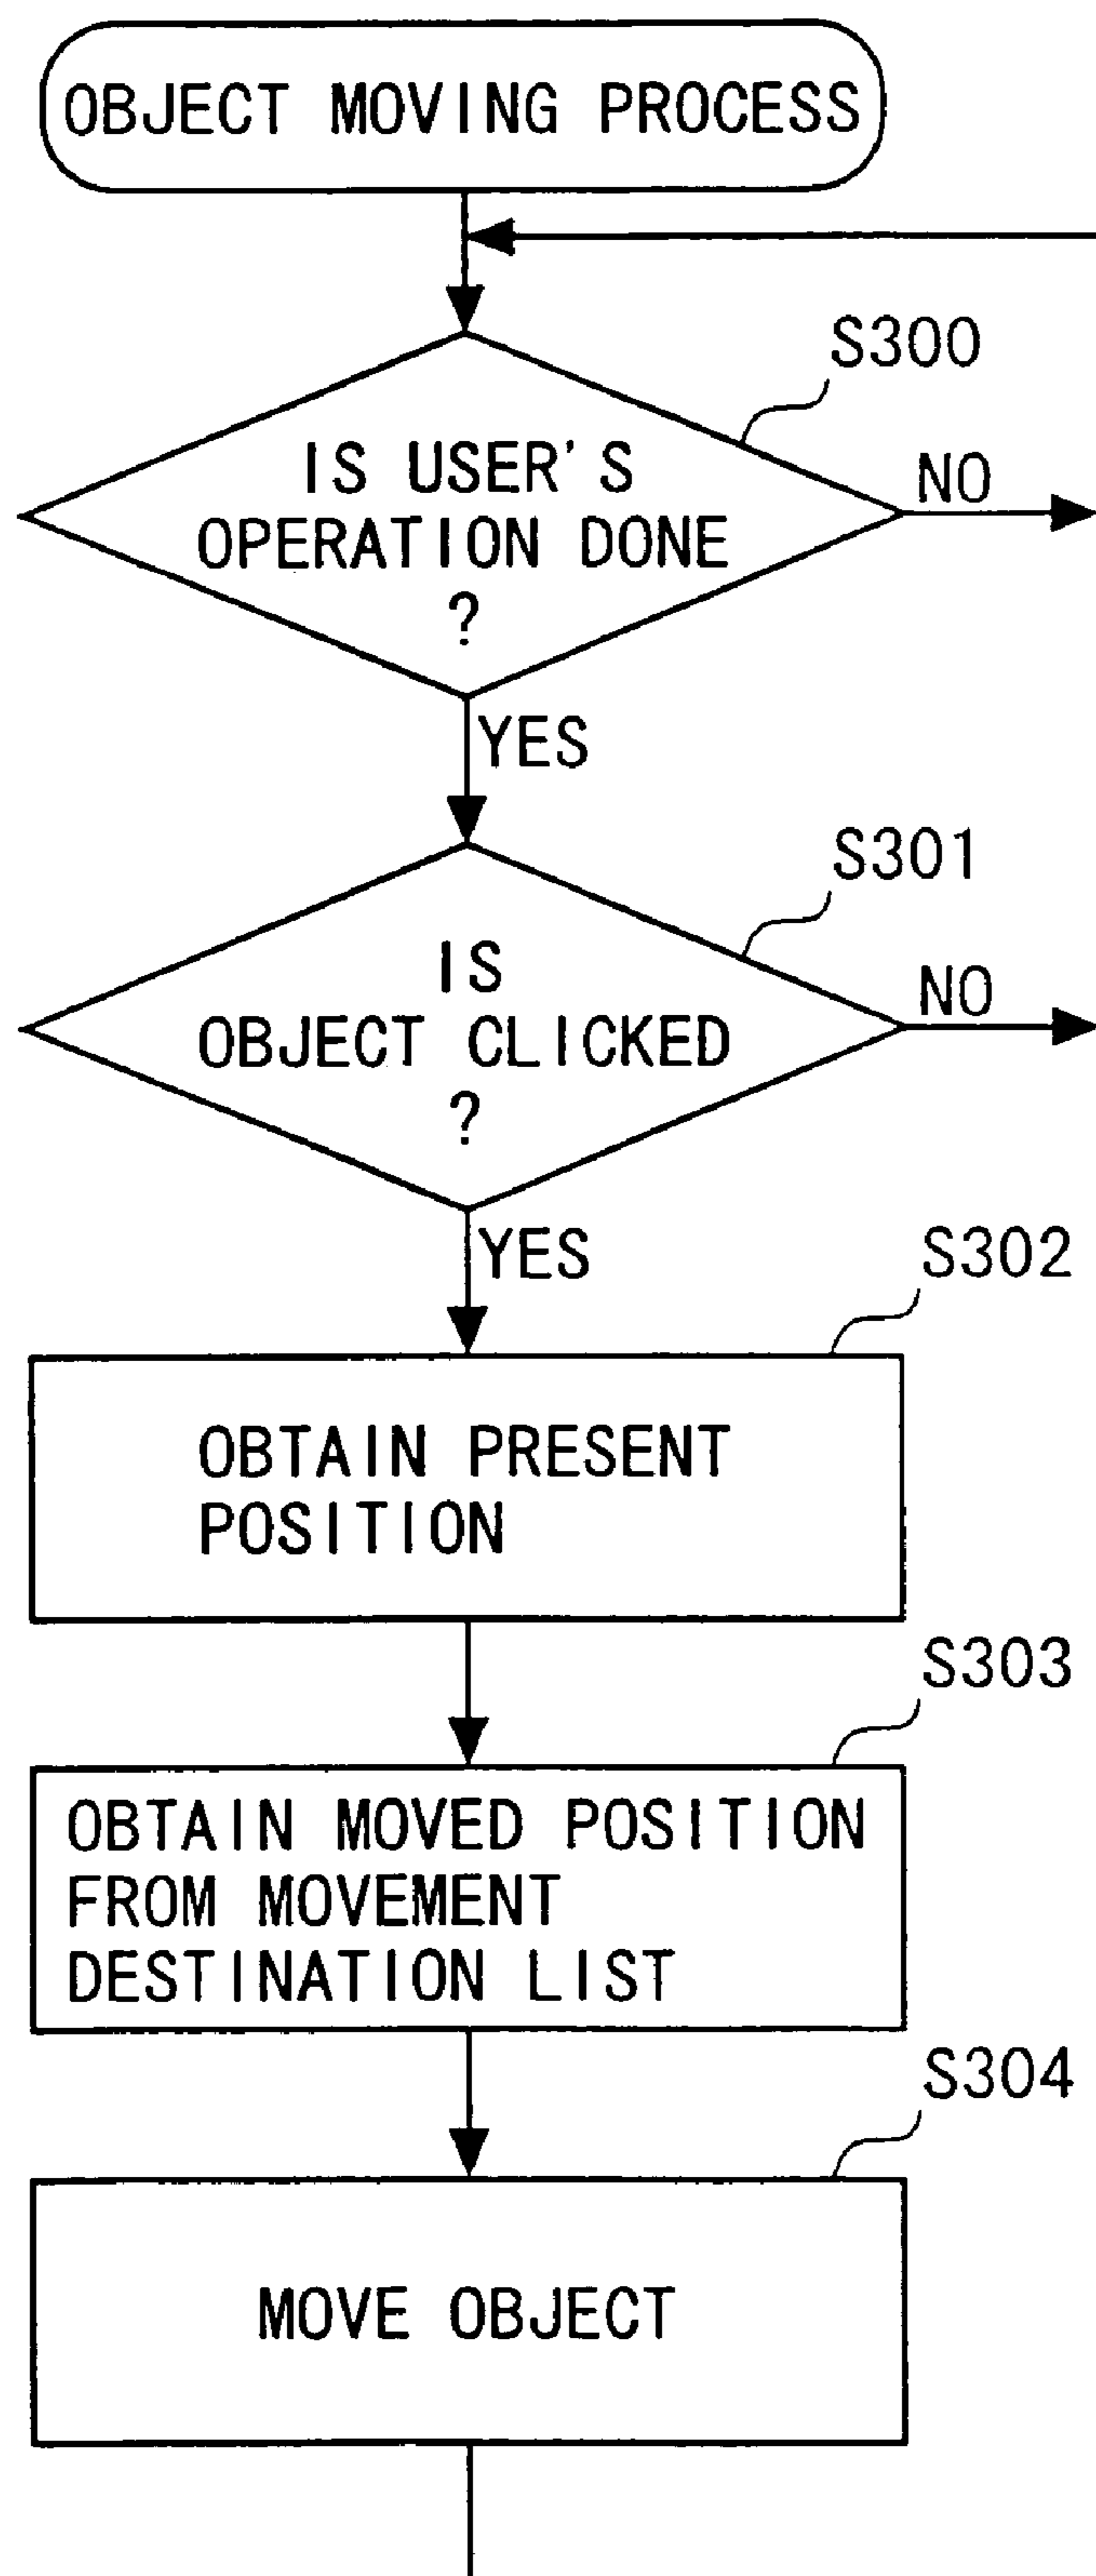 OBJECT MOVING PROCESS
S300
IS USER'S
OPERATION DONE
?
NO
YES
S301
IS
OBJECT CLICKED
?
NO
YES
S302
OBTAIN PRESENT
POSITION
S303
OBTAIN MOVED POSITION
FROM MOVEMENT
DESTINATION LIST
S304
MOVE OBJECT